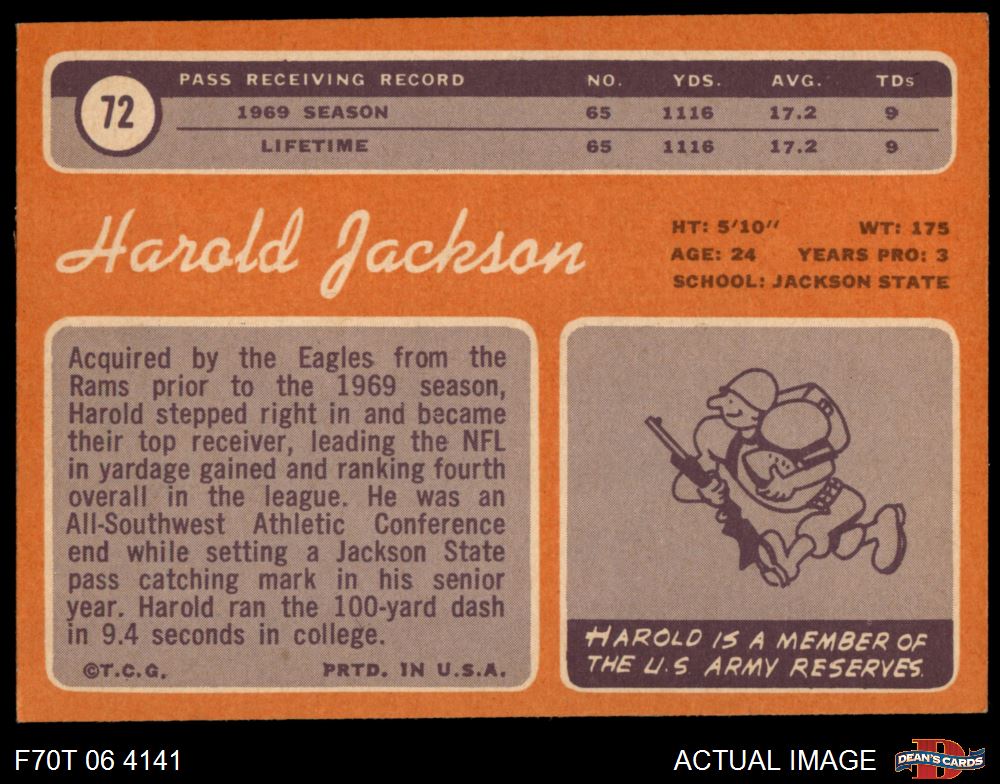 72
PASS RECEIVING RECORD NO. YDS. AVG. TDs
1969 SEASON 65 1116 17.2 9
LIFETIME 65 1116 17.2 9
Harold Jackson
HT: 5'10" WT: 175
AGE: 24 YEARS PRO: 3
SCHOOL: JACKSON STATE
Acquired by the Eagles from the
Rams prior to the 1969 season,
Harold stepped right in and became
their top receiver, leading the NFL
in yardage gained and ranking fourth
overall in the league. He was an
All-Southwest Athletic Conference
end while setting a Jackson State
pass catching mark in his senior
year. Harold ran the 100-yard dash
in 9.4 seconds in college.
©T.C.G. PRTD. IN U.S.A.
HAROLD IS A MEMBER OF
THE U.S ARMY RESERVES.
F70T 06 4141
ACTUAL IMAGE
D
DEAN'S CARDS